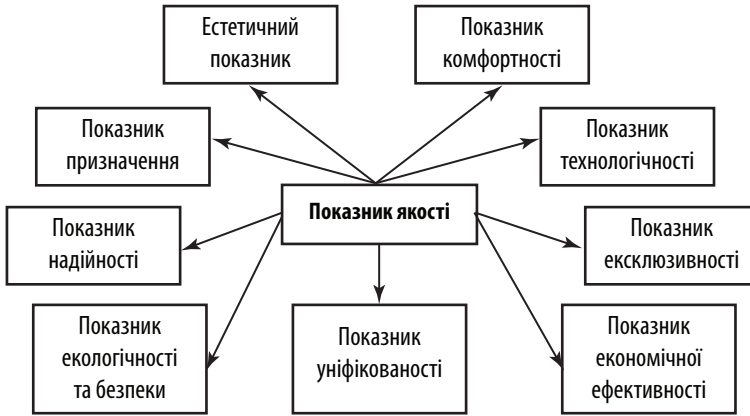 Естетичний
показник
Показник
комфортності
Показник
призначення
Показник
технологічності
Показник якості
Показник
надійності
Показник
ексклюзивності
Показник
екологічності
та безпеки
Показник
уніфікованості
Показник
економічної
ефективності